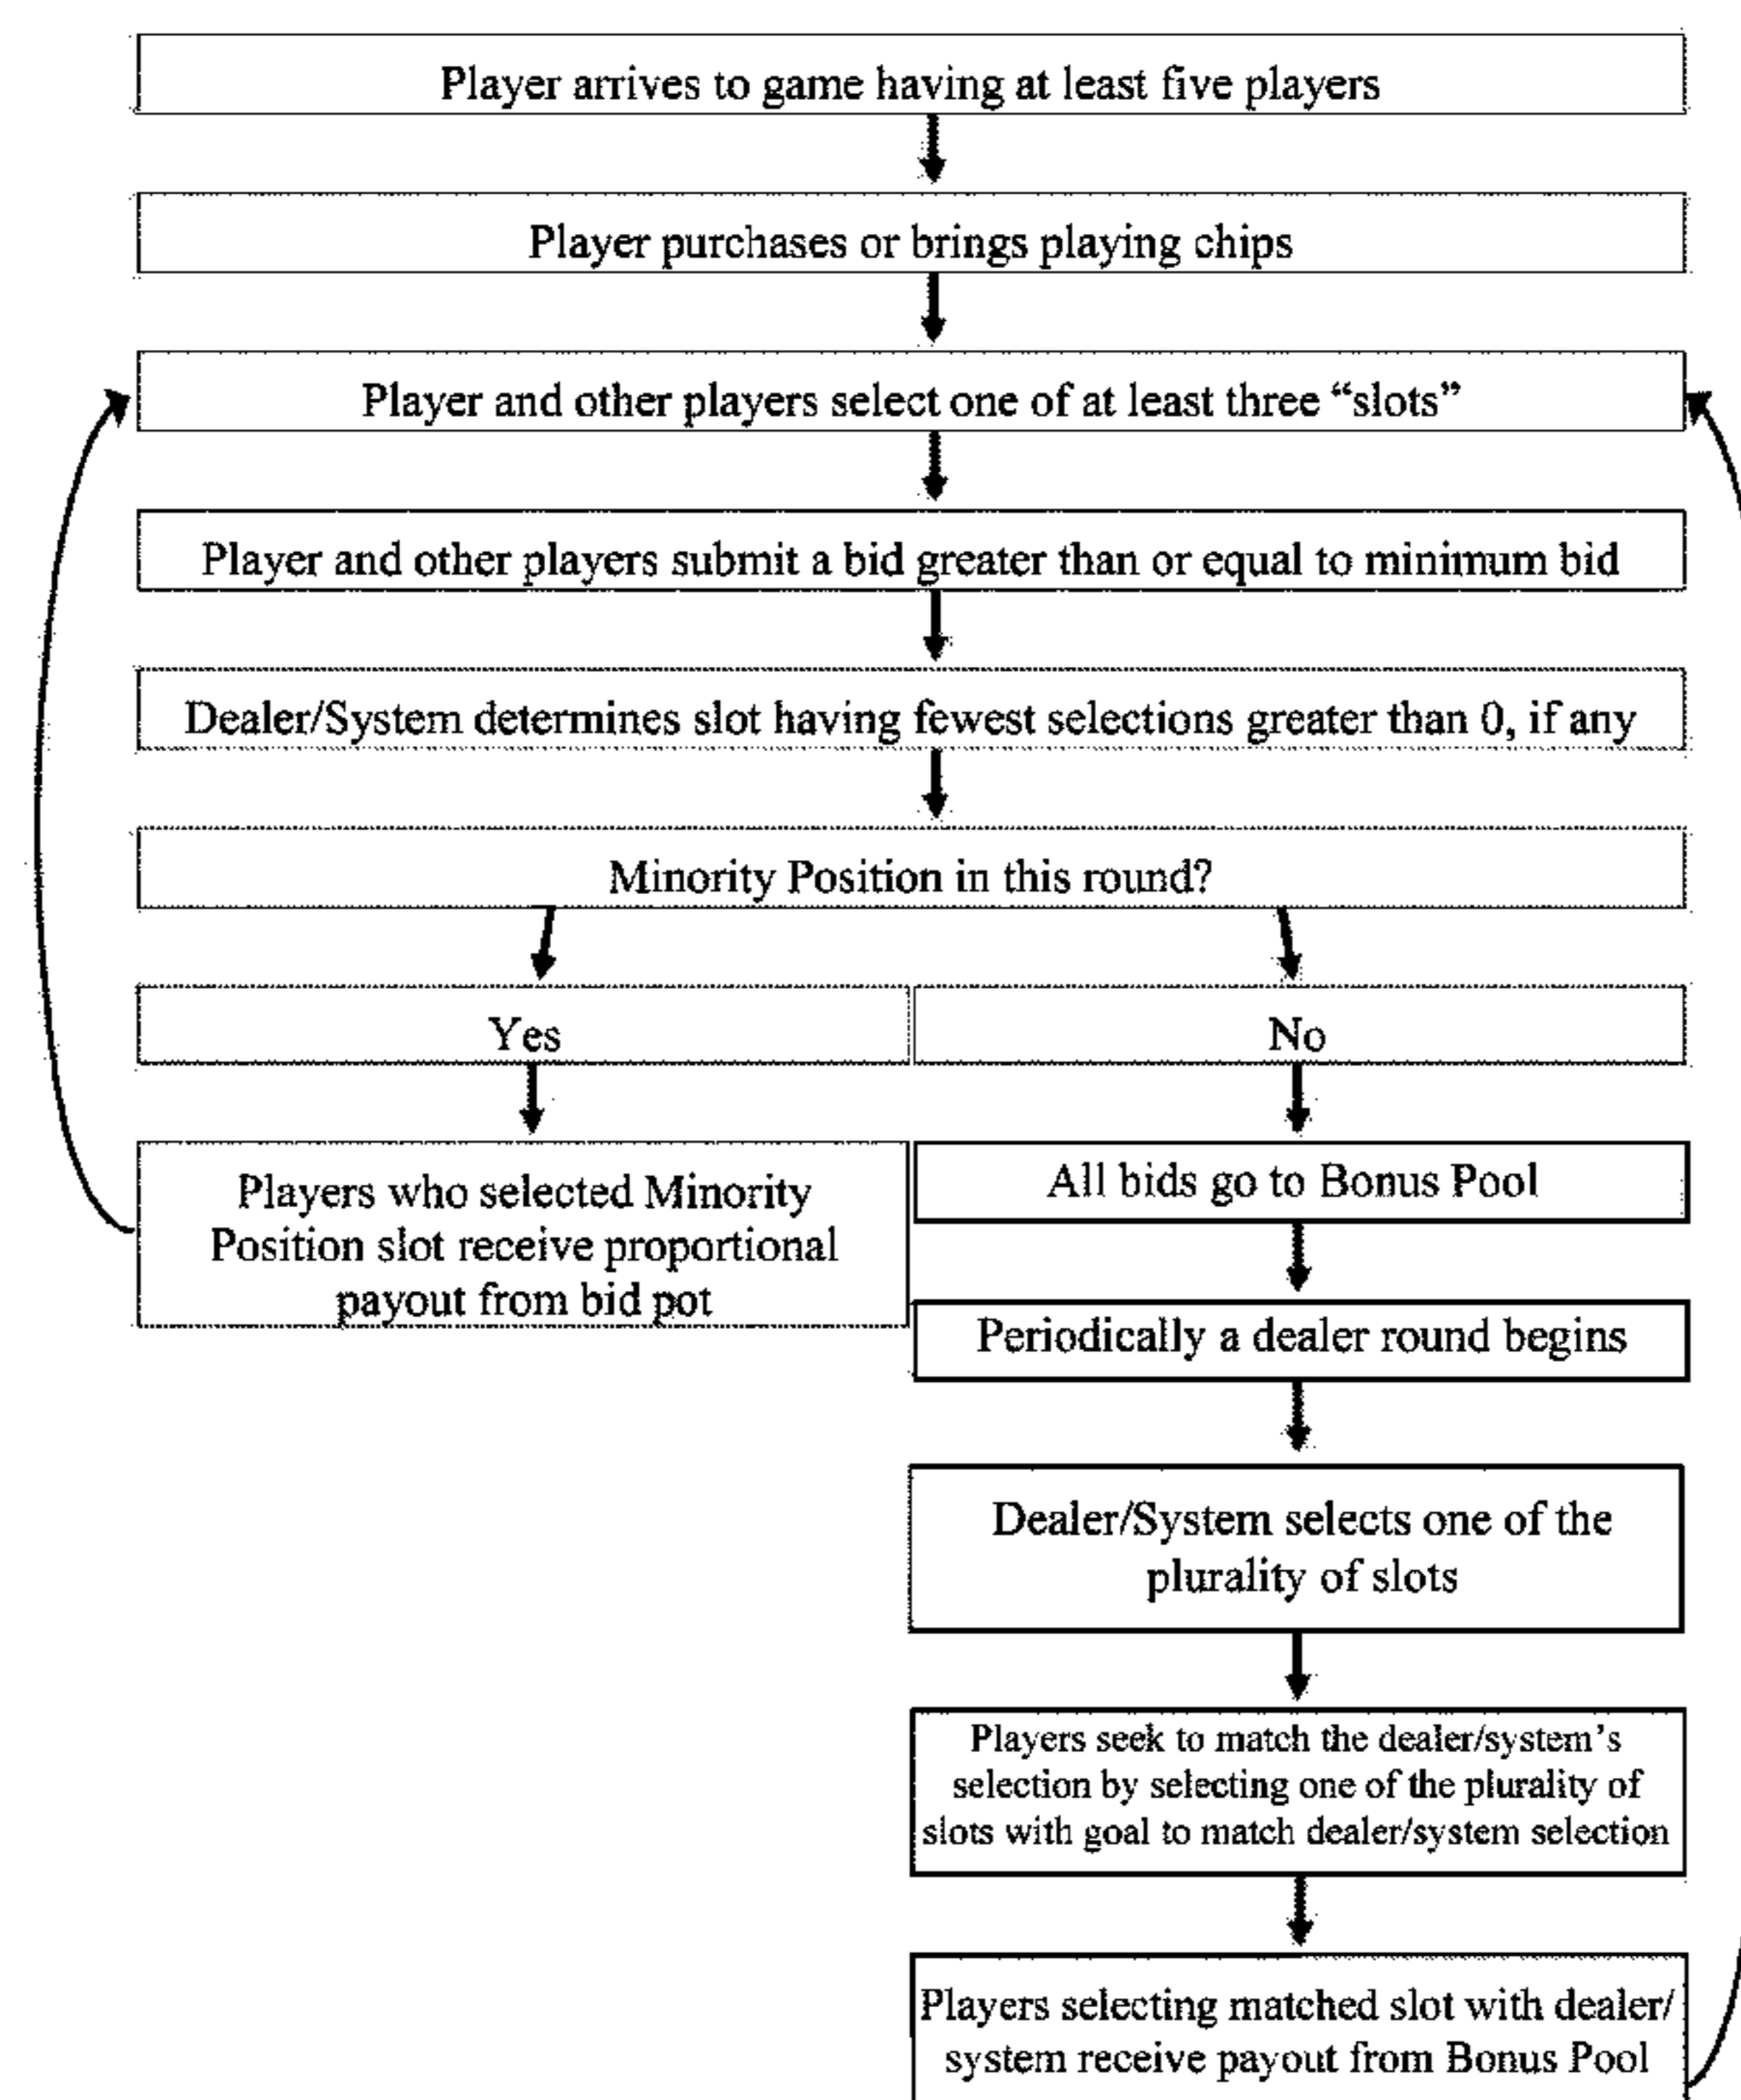 Player arrives to game having at least five players
Player purchases or brings playing chips
Player and other players select one of at least three “slots”
Player and other players submit a bid greater than or equal to minimum bid
Dealer/System determines slot having fewest selections greater than 0, if any
Minority Position in this round?
Yes
No
Players who selected Minority
Position slot receive proportional
payout from bid pot
All bids go to Bonus Pool
Periodically a dealer round begins
Dealer/System selects one of the
plurality of slots
Players seek to match the dealer/system’s
selection by selecting one of the plurality of
slots with goal to match dealer/system selection
Players selecting matched slot with dealer/
system receive payout from Bonus Pool